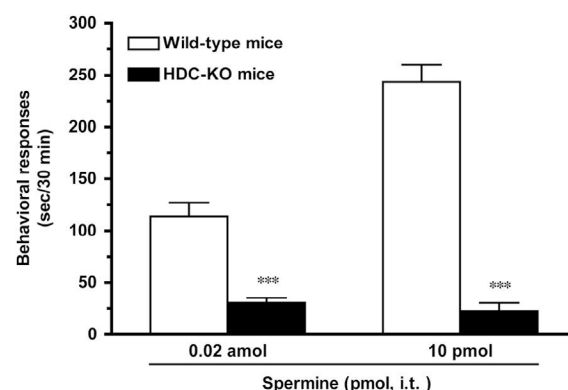 300
Wild-type mice
HDC-KO mice
250
200
150
100
50
0
Behavioral responses
(sec/30 min)
***
***
0.02 amol
10 pmol
Spermine (pmol, i.t. )